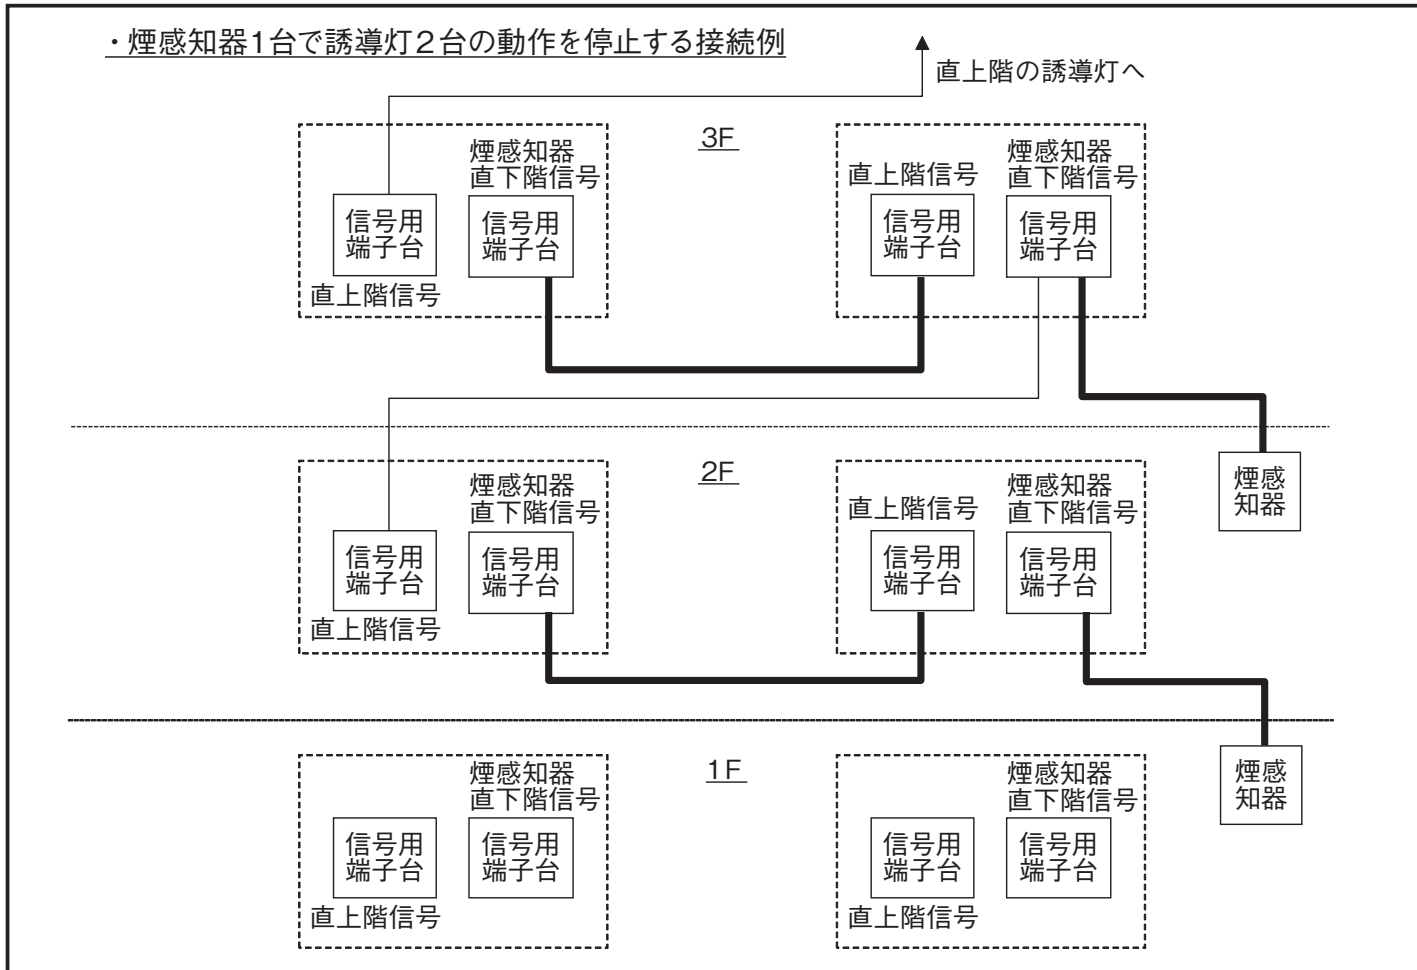 ・煙感知器1台で誘導灯2台の動作を停止する接続例
直上階の誘導灯へ
3F
煙感知器
直下階信号
信号用
端子台
信号用
端子台
直上階信号
直上階信号
煙感知器
直下階信号
信号用
端子台
信号用
端子台
2F
煙感知器
直下階信号
信号用
端子台
信号用
端子台
直上階信号
直上階信号
煙感知器
直下階信号
信号用
端子台
信号用
端子台
煙感
知器
1F
煙感知器
直下階信号
信号用
端子台
信号用
端子台
直上階信号
煙感知器
直下階信号
信号用
端子台
信号用
端子台
直上階信号
煙感
知器